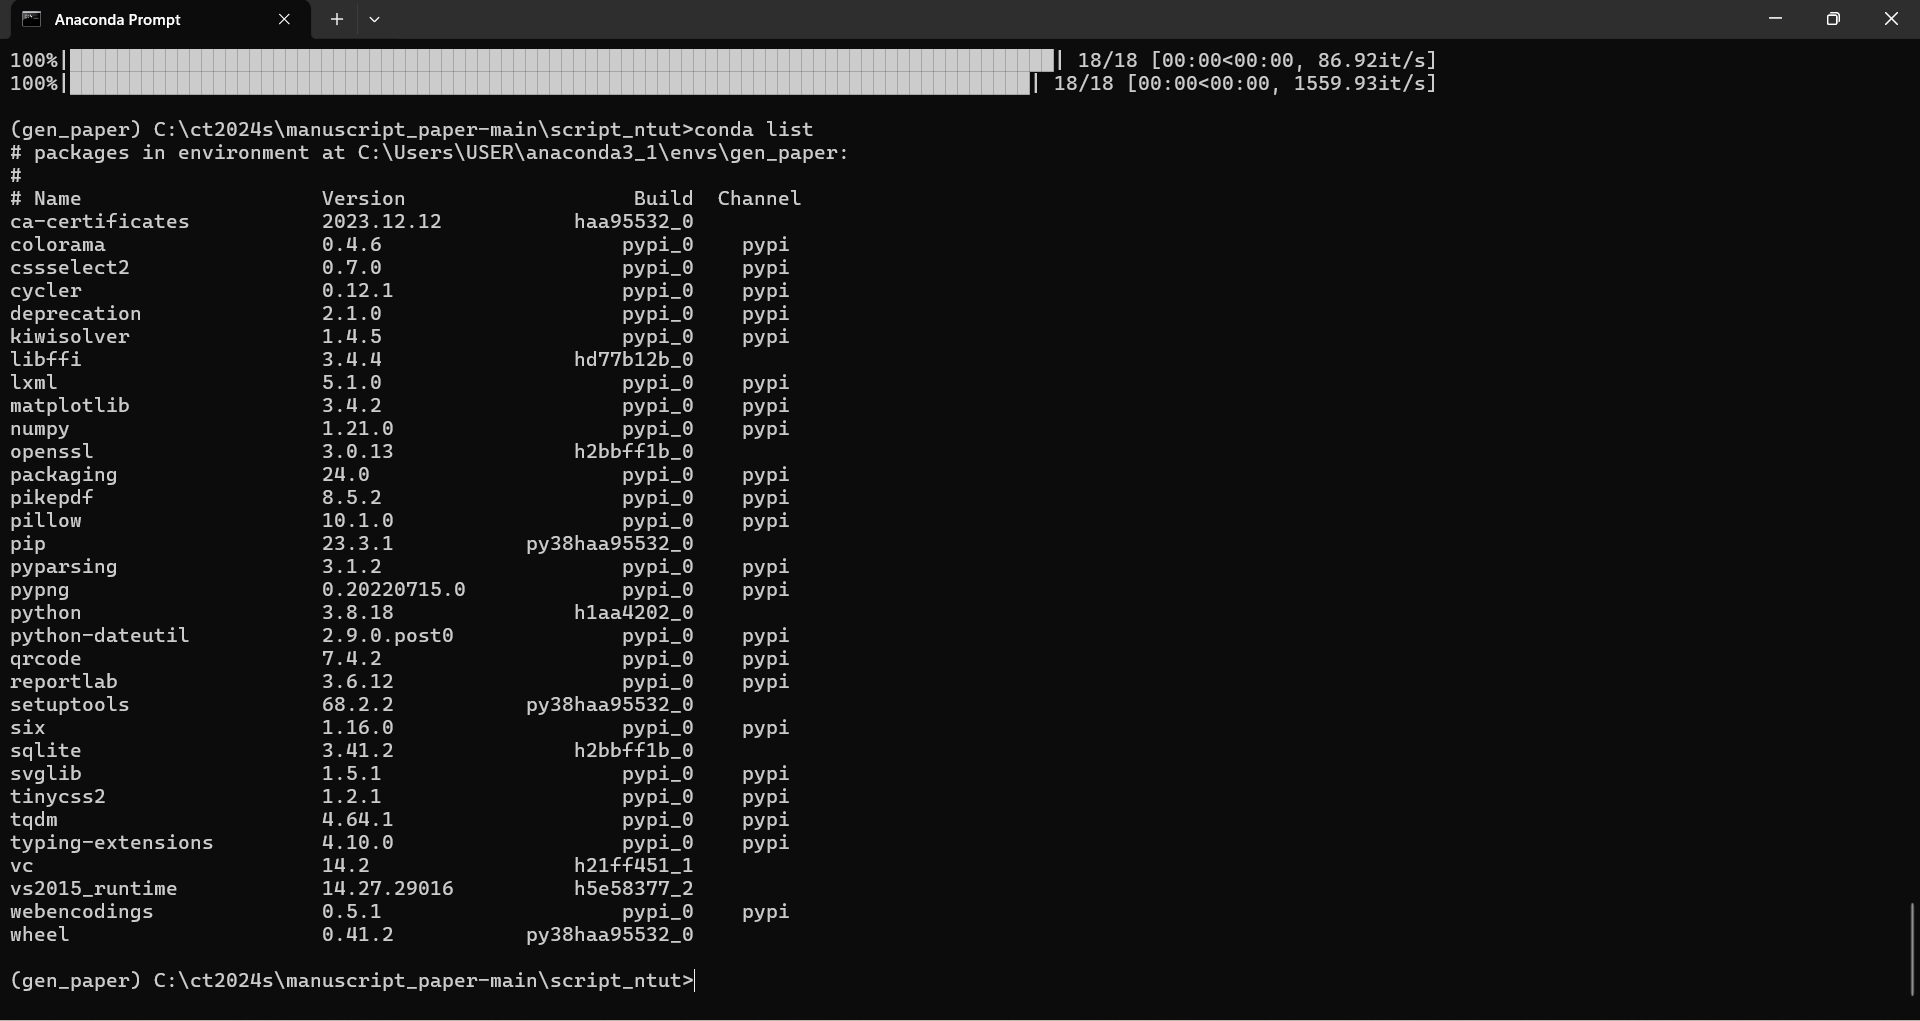 Anaconda Prompt
100%| | 18/18 [00:00<00:00, 86.92it/s]
100%| | 18/18 [00:00<00:00, 1559.93it/s]
(gen_paper) C:\ct2024s\manuscript_paper-main\script_ntut>conda list
# packages in environment at C:\Users\USER\anaconda3_1\envs\gen_paper:
#
# Name Version Build Channel
ca-certificates 2023.12.12 haa95532_0
colorama 0.4.6 pypi_0 pypi
cssselect2 0.7.0 pypi_0 pypi
cycler 0.12.1 pypi_0 pypi
deprecation 2.1.0 pypi_0 pypi
kiwisolver 1.4.5 pypi_0 pypi
libffi 3.4.4 hd77b12b_0
lxml 5.1.0 pypi_0 pypi
matplotlib 3.4.2 pypi_0 pypi
numpy 1.21.0 pypi_0 pypi
openssl 3.0.13 h2bbff1b_0
packaging 24.0 pypi_0 pypi
pikepdf 8.5.2 pypi_0 pypi
pillow 10.1.0 pypi_0 pypi
pip 23.3.1 py38haa95532_0
pyparsing 3.1.2 pypi_0 pypi
pypng 0.20220715.0 pypi_0 pypi
python 3.8.18 h1aa4202_0
python-dateutil 2.9.0.post0 pypi_0 pypi
qrcode 7.4.2 pypi_0 pypi
reportlab 3.6.12 pypi_0 pypi
setuptools 68.2.2 py38haa95532_0
six 1.16.0 pypi_0 pypi
sqlite 3.41.2 h2bbff1b_0
svglib 1.5.1 pypi_0 pypi
tinycss2 1.2.1 pypi_0 pypi
tqdm 4.64.1 pypi_0 pypi
typing-extensions 4.10.0 pypi_0 pypi
vc 14.2 h21ff451_1
vs2015_runtime 14.27.29016 h5e58377_2
webencodings 0.5.1 pypi_0 pypi
wheel 0.41.2 py38haa95532_0
(gen_paper) C:\ct2024s\manuscript_paper-main\script_ntut>